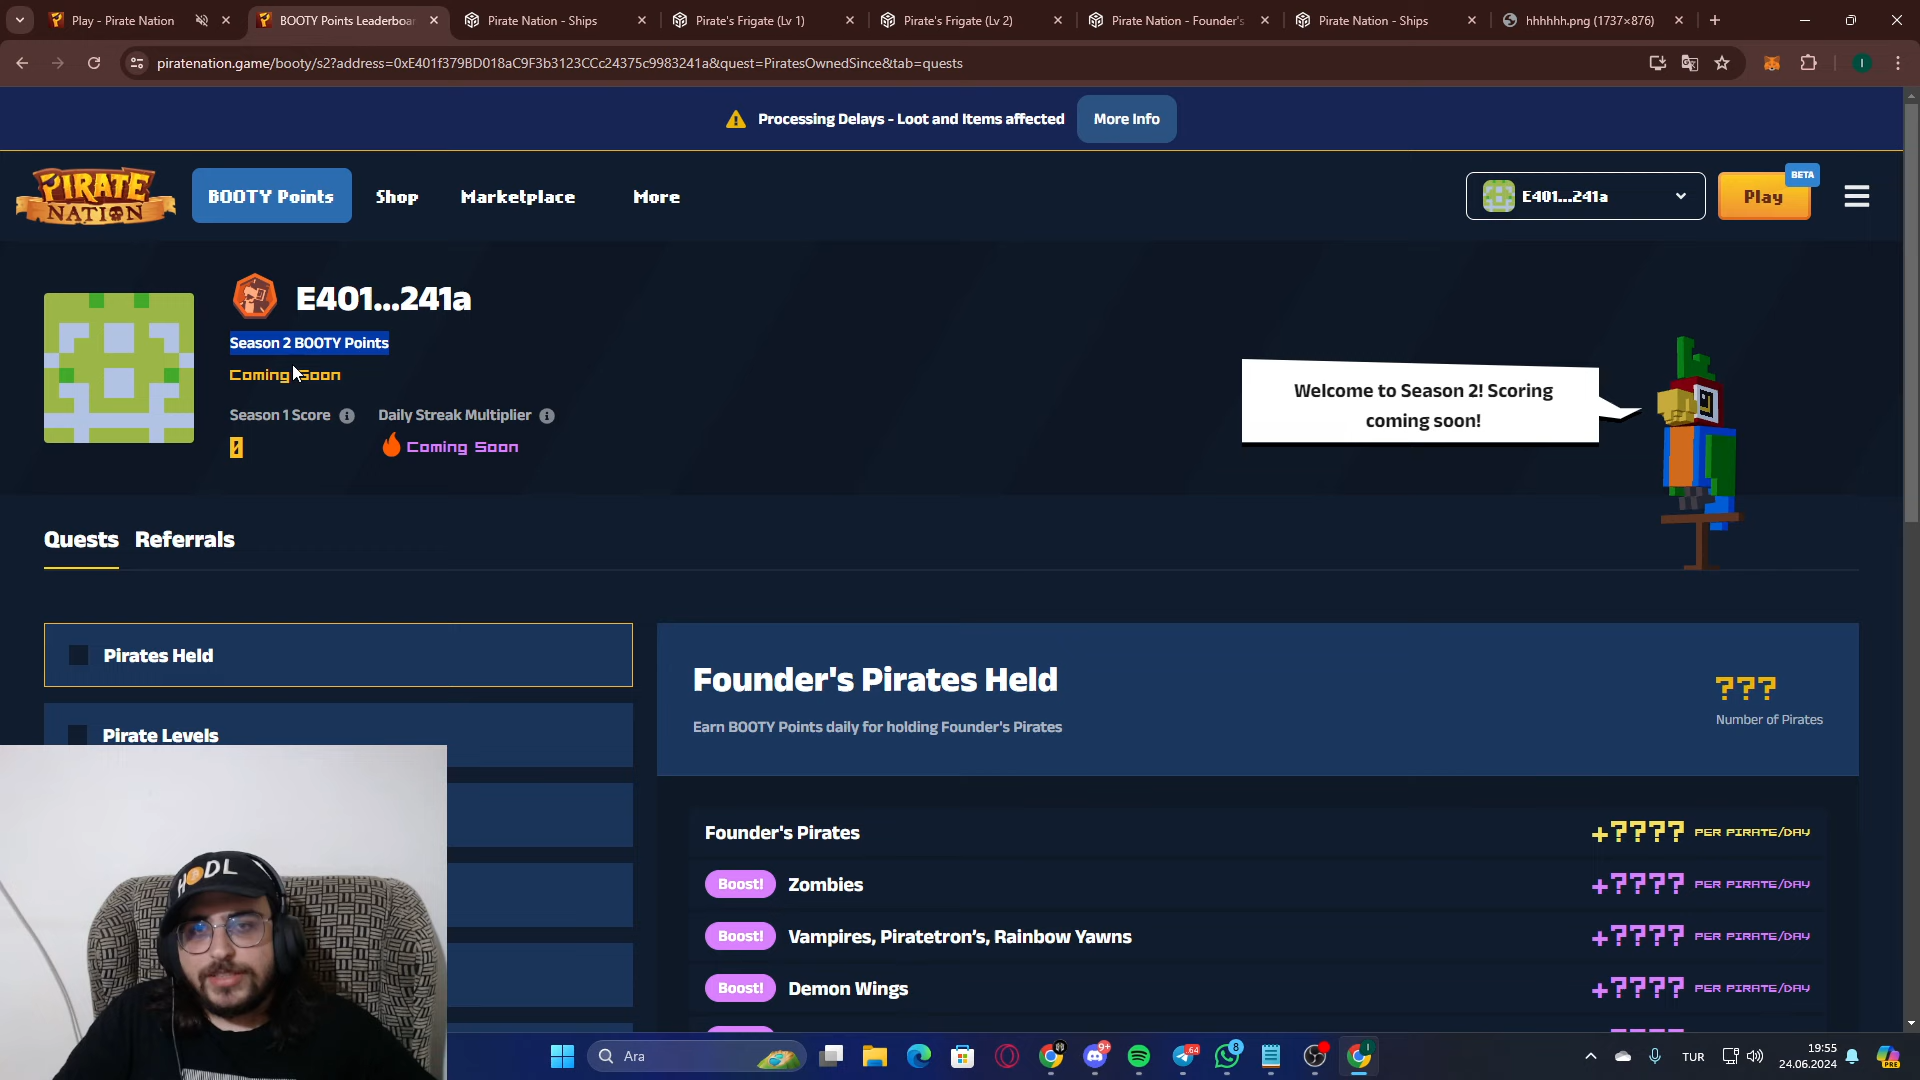 Play - Pirate Nation
BOOTY Points Leaderboar
Pirate Nation - Ships
Pirate's Frigate (Lv 1)
Pirate's Frigate (Lv 2)
Pirate Nation - Founder's
Pirate Nation - Ships
hhhhhh.png (1737×876)
piratenation.game/booty/s2?address=0xE401f379BD018aC9F3b3123CCc24375c9983241a&quest=PiratesOwnedSince&tab=quests
I
Processing Delays - Loot and Items affected
More Info
PIRATE
NATION
BOOTY Points
Shop
Marketplace
More
E401...241a
BETA
Play
E401...241a
Season 2 BOOTY Points
Coming Soon
Season 1 Score
Daily Streak Multiplier
Coming Soon
Welcome to Season 2! Scoring
coming soon!
Quests
Referrals
Pirates Held
Pirate Levels
Founder's Pirates Held
Earn BOOTY Points daily for holding Founder's Pirates
???
Number of Pirates
Founder's Pirates
+???? PER PIRATE/DAY
Boost! Zombies
+???? PER PIRATE/DAY
Boost! Vampires, Piratetron's, Rainbow Yawns
+???? PER PIRATE/DAY
Boost! Demon Wings
+???? PER PIRATE/DAY
HODL
Ara
9+
64
8
I
TUR
19:55
24.06.2024
PRE